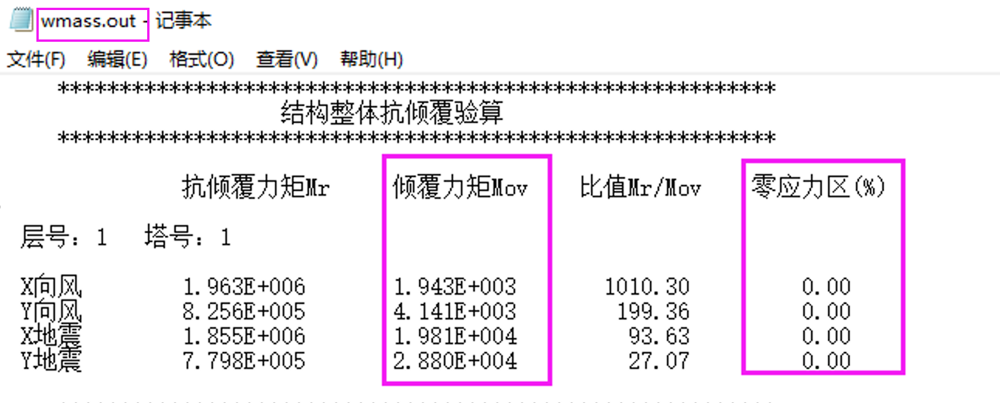 wmass.out - 记事本
文件(F) 编辑(E) 格式(O) 查看(V) 帮助(H)
**********************************************************
结构整体抗倾覆验算
**********************************************************
抗倾覆力矩Mr 倾覆力矩Mov 比值Mr/Mov 零应力区(%)
层号: 1 塔号: 1
X向风 1.963E+006 1.943E+003 1010.30 0.00
Y向风 8.256E+005 4.141E+003 199.36 0.00
X地震 1.855E+006 1.981E+004 93.63 0.00
Y地震 7.798E+005 2.880E+004 27.07 0.00